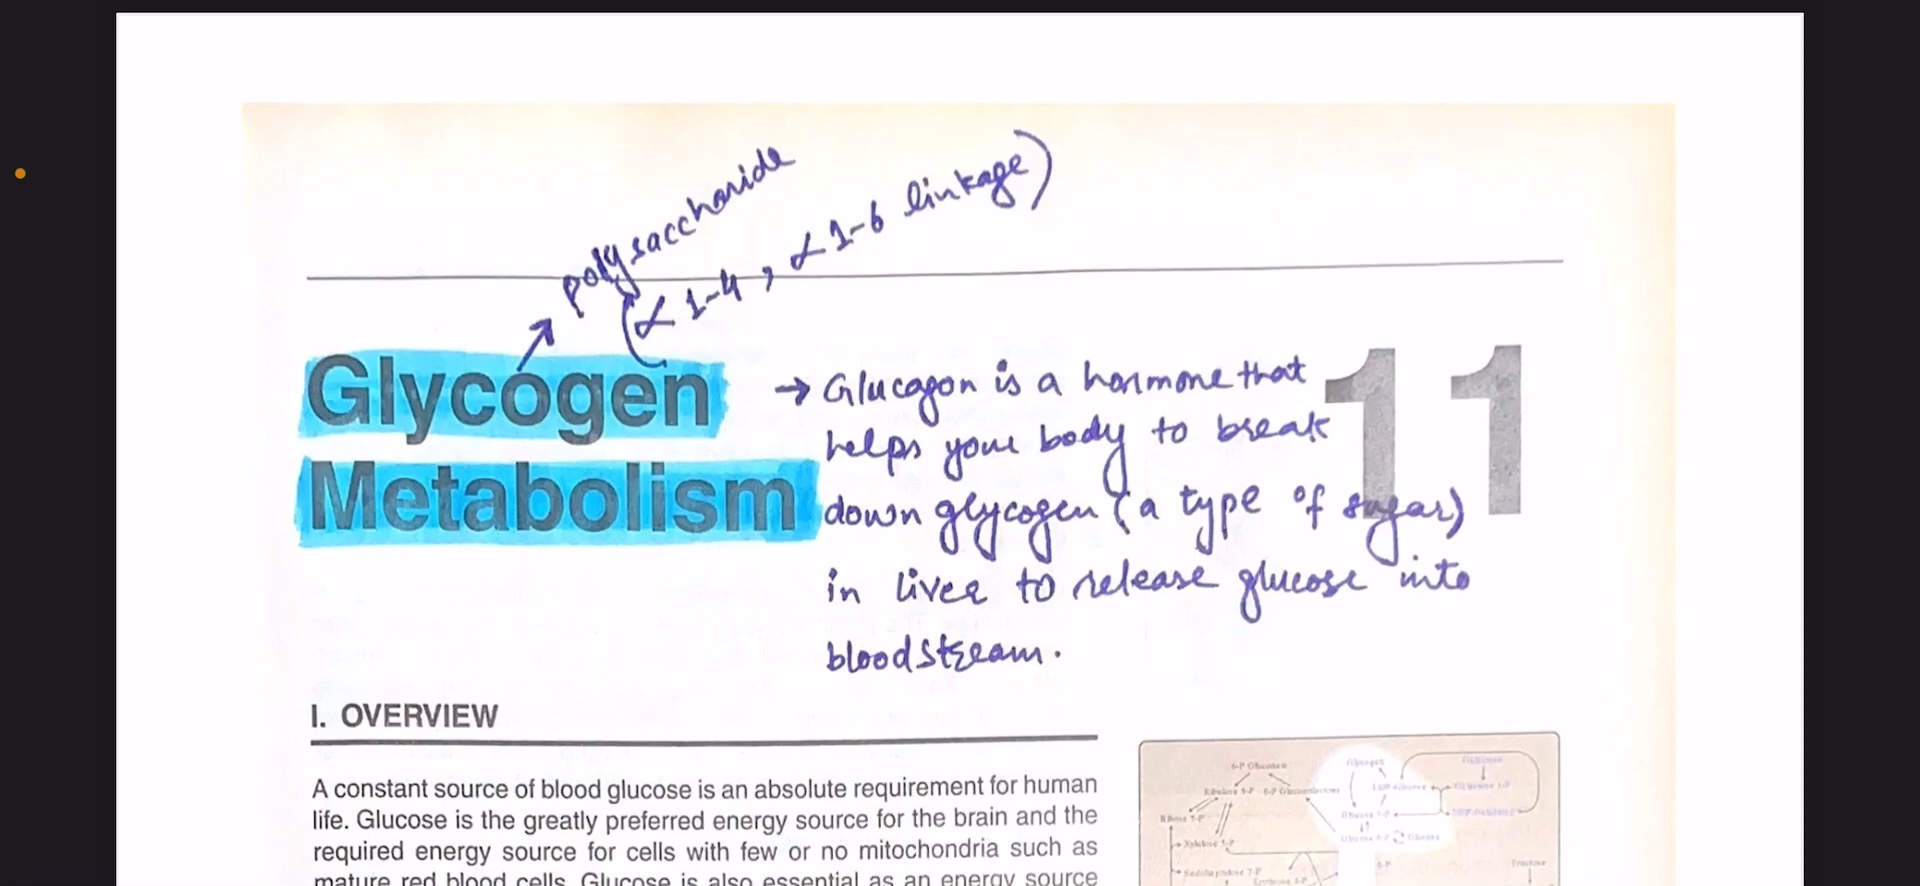 polysaccharide
(α 1-4, α 1-6 linkage)
Glycogen
Metabolism
11
→ Glucagon is a hormone that
helps your body to break
down glycogen (a type of sugar)
in liver to release glucose into
bloodstream.
I. OVERVIEW
A constant source of blood glucose is an absolute requirement for human
life. Glucose is the greatly preferred energy source for the brain and the
required energy source for cells with few or no mitochondria such as
mature red blood cells. Glucose is also essential as an energy source
Glycogen